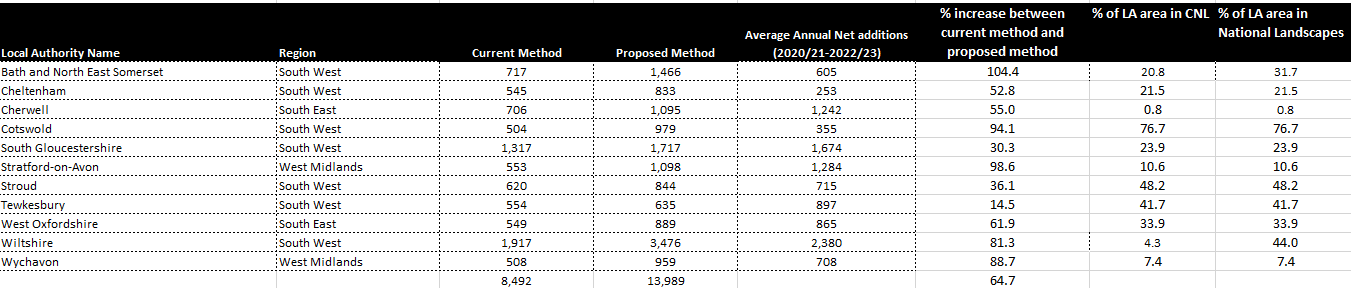 Local Authority Name | Region | Current Method | Proposed Method | Average Annual Net additions (2020/21-2022/23) | % increase between current method and proposed method | % of LA area in CNL | % of LA area in National Landscapes
Bath and North East Somerset | South West | 717 | 1,466 | 605 | 104.4 | 20.8 | 31.7
Cheltenham | South West | 545 | 833 | 253 | 52.8 | 21.5 | 21.5
Cherwell | South East | 706 | 1,095 | 1,242 | 55.0 | 0.8 | 0.8
Cotswold | South West | 504 | 979 | 355 | 94.1 | 76.7 | 76.7
South Gloucestershire | South West | 1,317 | 1,717 | 1,674 | 30.3 | 23.9 | 23.9
Stratford-on-Avon | West Midlands | 553 | 1,098 | 1,284 | 98.6 | 10.6 | 10.6
Stroud | South West | 620 | 844 | 715 | 36.1 | 48.2 | 48.2
Tewkesbury | South West | 554 | 635 | 897 | 14.5 | 41.7 | 41.7
West Oxfordshire | South East | 549 | 889 | 865 | 61.9 | 33.9 | 33.9
Wiltshire | South West | 1,917 | 3,476 | 2,380 | 81.3 | 4.3 | 44.0
Wychavon | West Midlands | 508 | 959 | 708 | 88.7 | 7.4 | 7.4
8,492 | 13,989 | 64.7